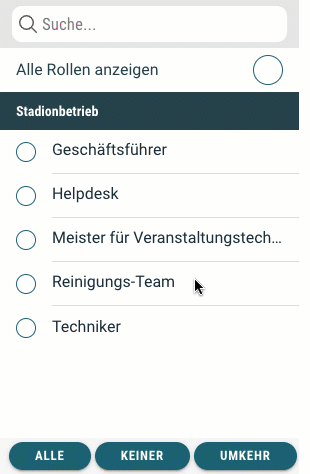 Suche...
Alle Rollen anzeigen
Stadionbetrieb
Geschäftsführer
Helpdesk
Meister für Veranstaltungstech...
Reinigungs-Team
Techniker
ALLE KEINER UMKEHR